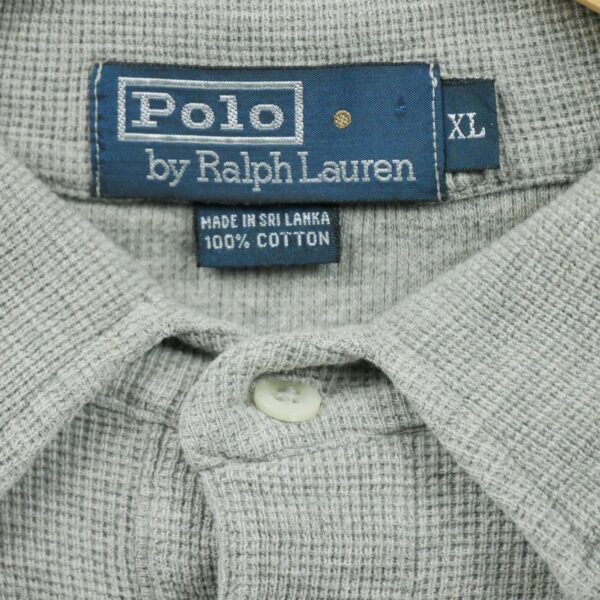 Polo
by Ralph Lauren
XL
MADE IN SRI LANKA
100% COTTON